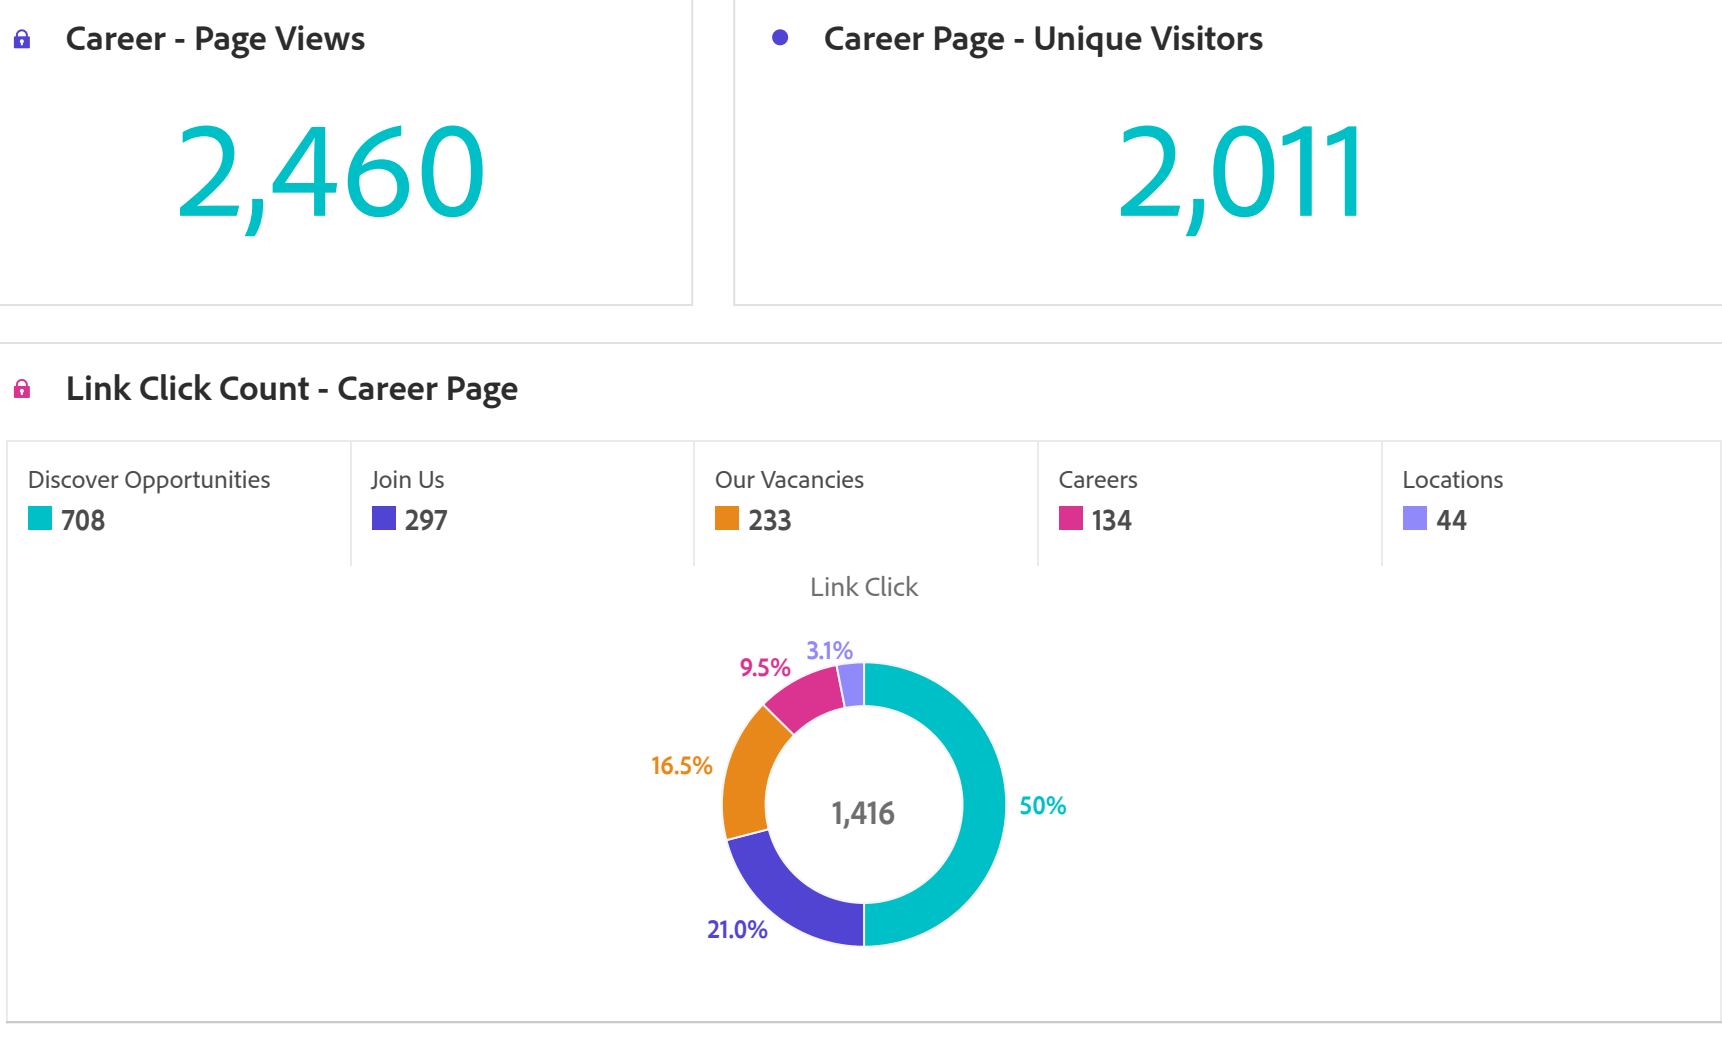 Career - Page Views
2,460
Career Page - Unique Visitors
2,011
Link Click Count - Career Page
Discover Opportunities
708
Join Us
297
Our Vacancies
233
Careers
134
Locations
44
Link Click
3.1%
9.5%
16.5%
50%
1,416
21.0%